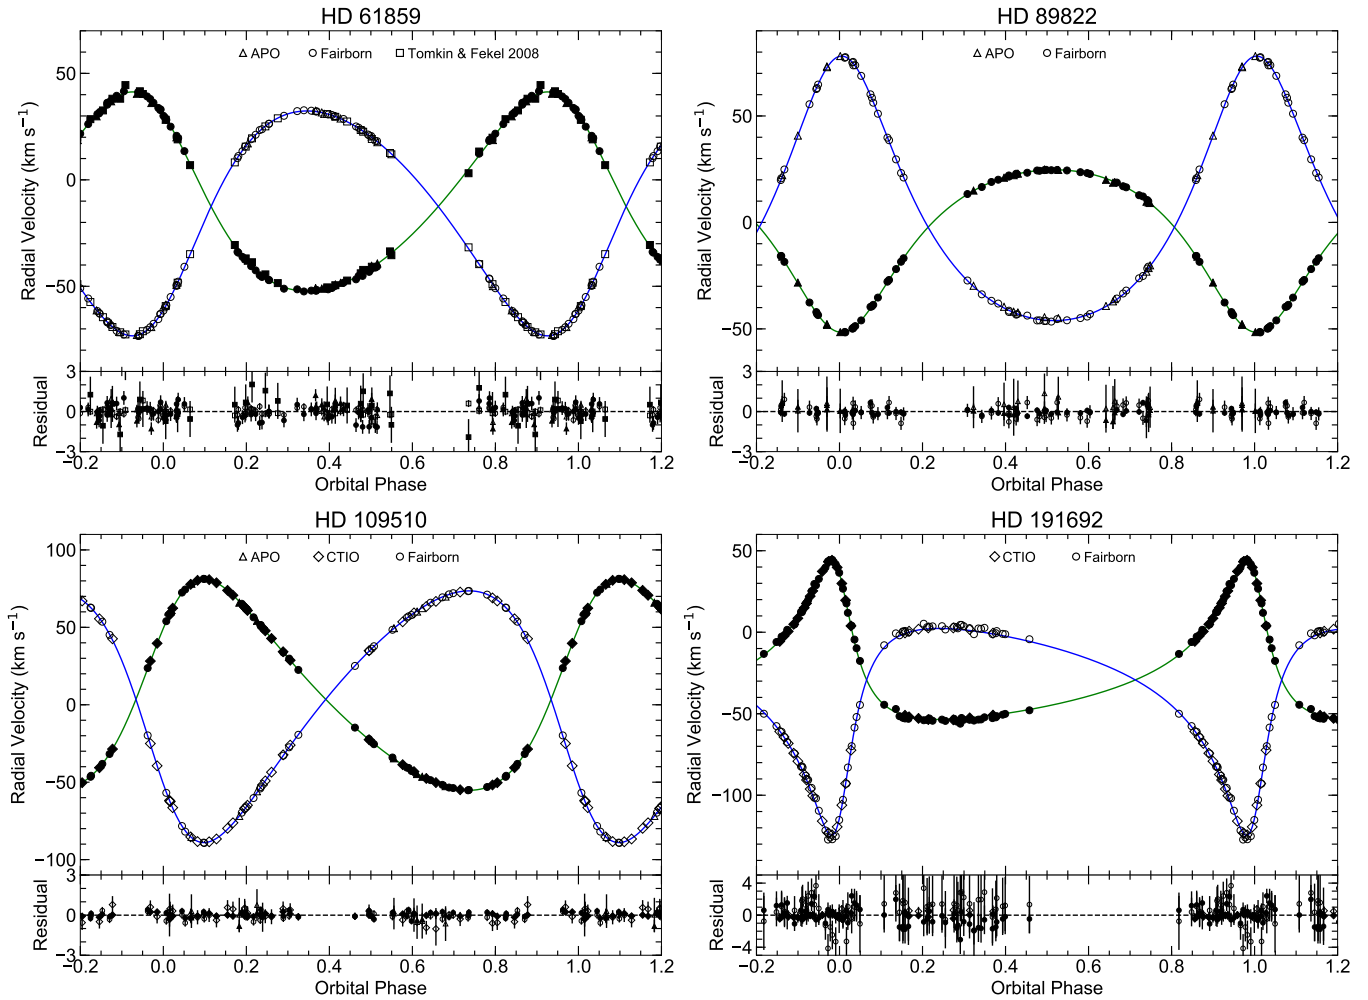 HD 61859
△ APO ○ Fairborn □ Tomkin & Fekel 2008
Radial Velocity (km s⁻¹)
50
0
−50
Residual
3
0
−3
−0.2 0.0 0.2 0.4 0.6 0.8 1.0 1.2
Orbital Phase
HD 89822
△ APO ○ Fairborn
Radial Velocity (km s⁻¹)
50
0
−50
Residual
3
0
−3
−0.2 0.0 0.2 0.4 0.6 0.8 1.0 1.2
Orbital Phase
HD 109510
△ APO ◇ CTIO ○ Fairborn
Radial Velocity (km s⁻¹)
100
50
0
−50
−100
Residual
3
0
−3
−0.2 0.0 0.2 0.4 0.6 0.8 1.0 1.2
Orbital Phase
HD 191692
◇ CTIO ○ Fairborn
Radial Velocity (km s⁻¹)
50
0
−50
−100
Residual
4
0
−4
−0.2 0.0 0.2 0.4 0.6 0.8 1.0 1.2
Orbital Phase